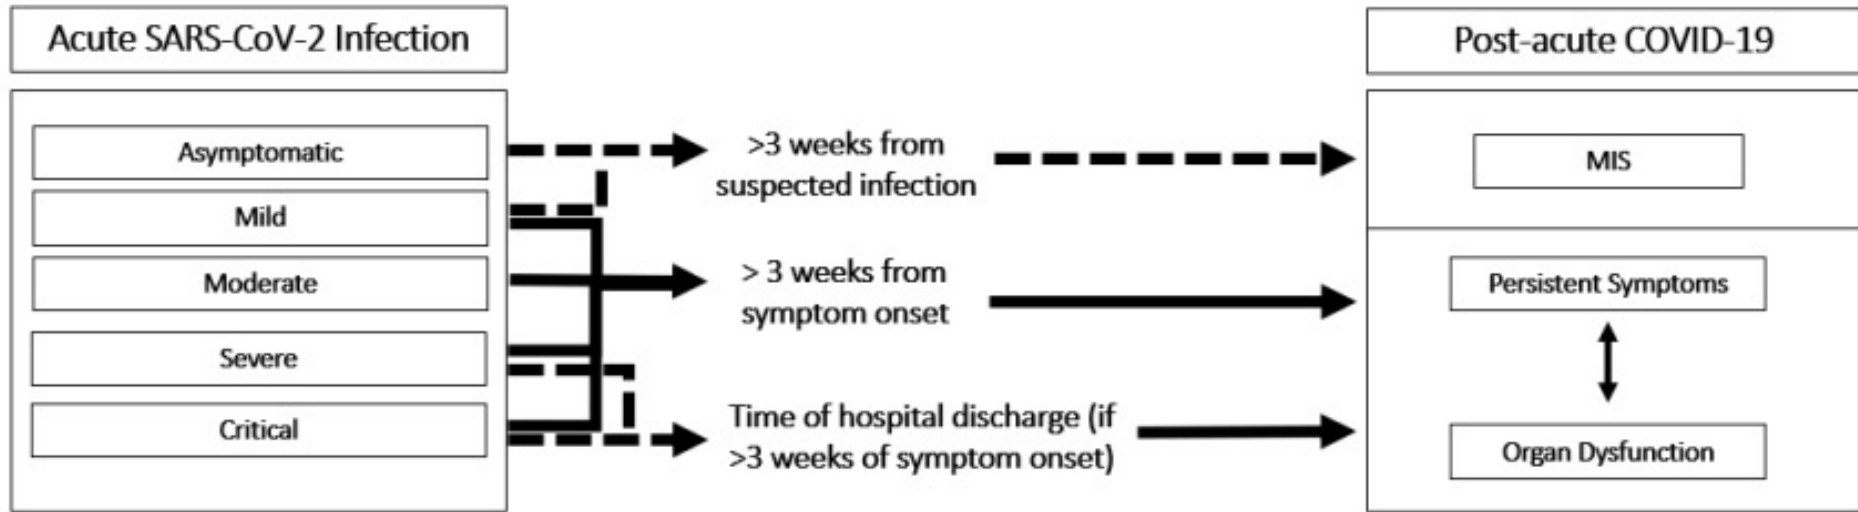 Acute SARS-CoV-2 Infection
Asymptomatic
Mild
Moderate
Severe
Critical
>3 weeks from
suspected infection
> 3 weeks from
symptom onset
Time of hospital discharge (if
>3 weeks of symptom onset)
Post-acute COVID-19
MIS
Persistent Symptoms
Organ Dysfunction